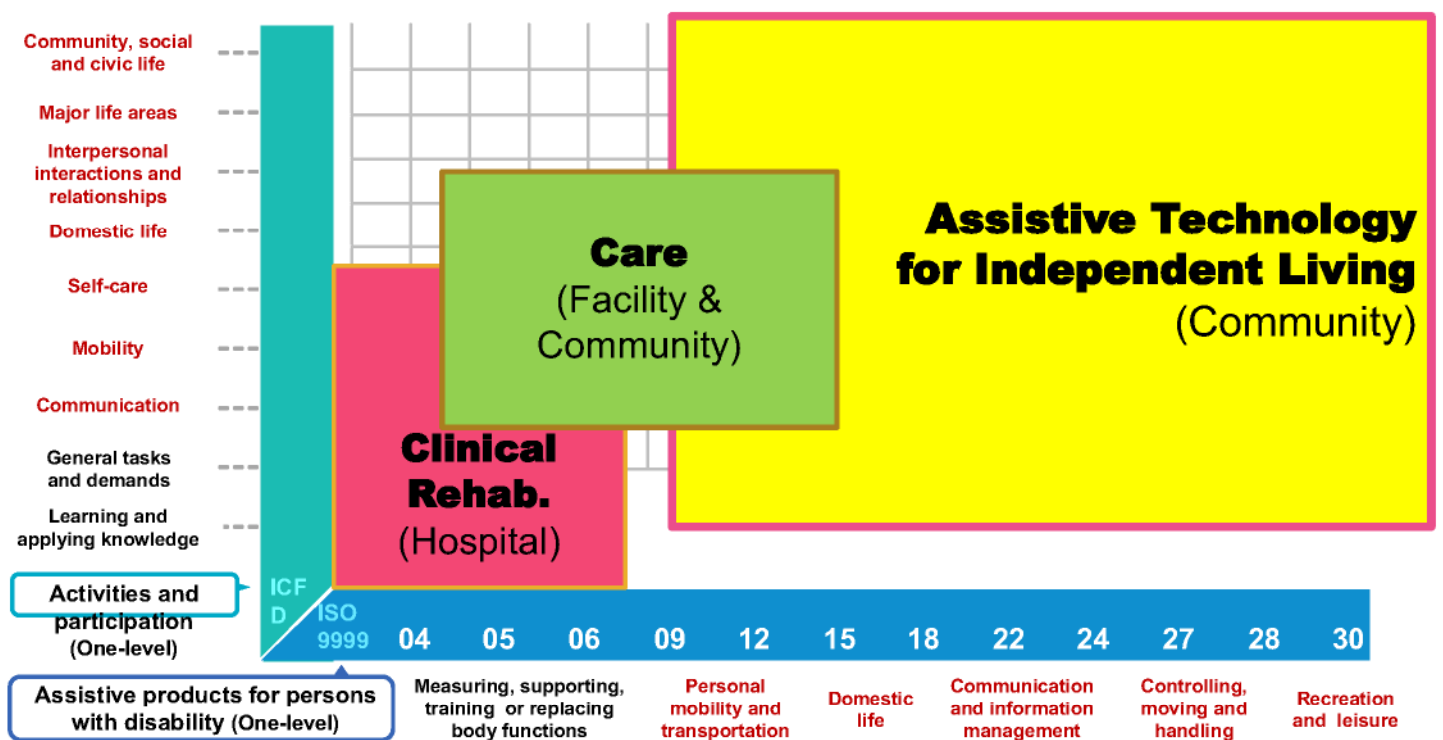 Community, social
and civic life
Major life areas
Interpersonal
interactions and
relationships
Domestic life
Self-care
Mobility
Communication
General tasks
and demands
Learning and
applying knowledge
Activities and
participation
(One-level)
ICF
D
ISO
9999
04
05
06
09
12
15
18
22
24
27
28
30
Assistive products for persons
with disability (One-level)
Measuring, supporting,
training or replacing
body functions
Personal
mobility and
transportation
Domestic
life
Communication
and information
management
Controlling,
moving and
handling
Recreation
and leisure
Clinical
Rehab.
(Hospital)
Care
(Facility &
Community)
Assistive Technology
for Independent Living
(Community)